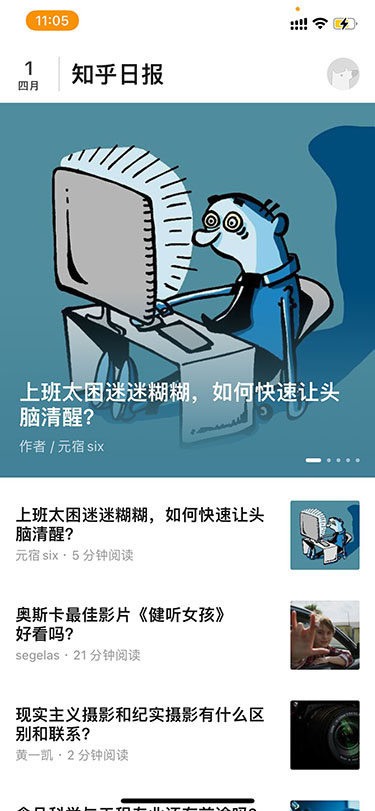 11:05
1
四月
知乎日报
上班太困迷迷糊糊，如何快速让头
脑清醒？
作者 / 元宿 six
上班太困迷迷糊糊，如何快速让头
脑清醒？
元宿 six · 5 分钟阅读
奥斯卡最佳影片《健听女孩》
好看吗？
segelas · 21 分钟阅读
现实主义摄影和纪实摄影有什么区
别和联系？
黄一凯 · 2 分钟阅读